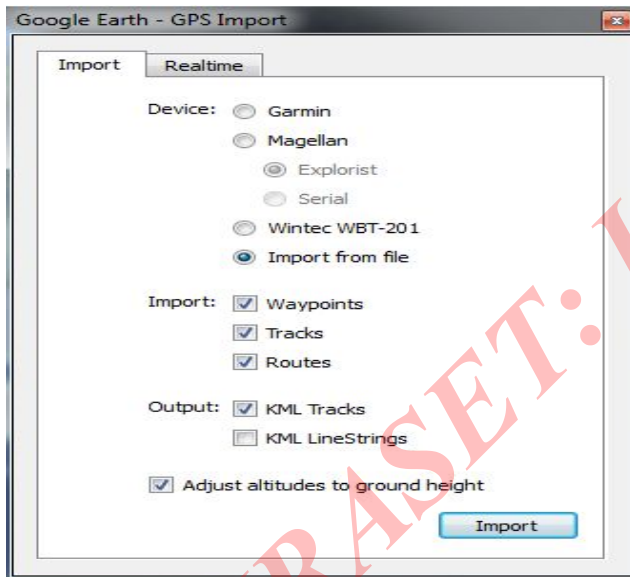 Google Earth - GPS Import
Import Realtime
Device: Garmin
Magellan
Explorist
Serial
Wintec WBT-201
Import from file
Import: Waypoints
Tracks
Routes
Output: KML Tracks
KML LineStrings
Adjust altitudes to ground height
Import
RASET: